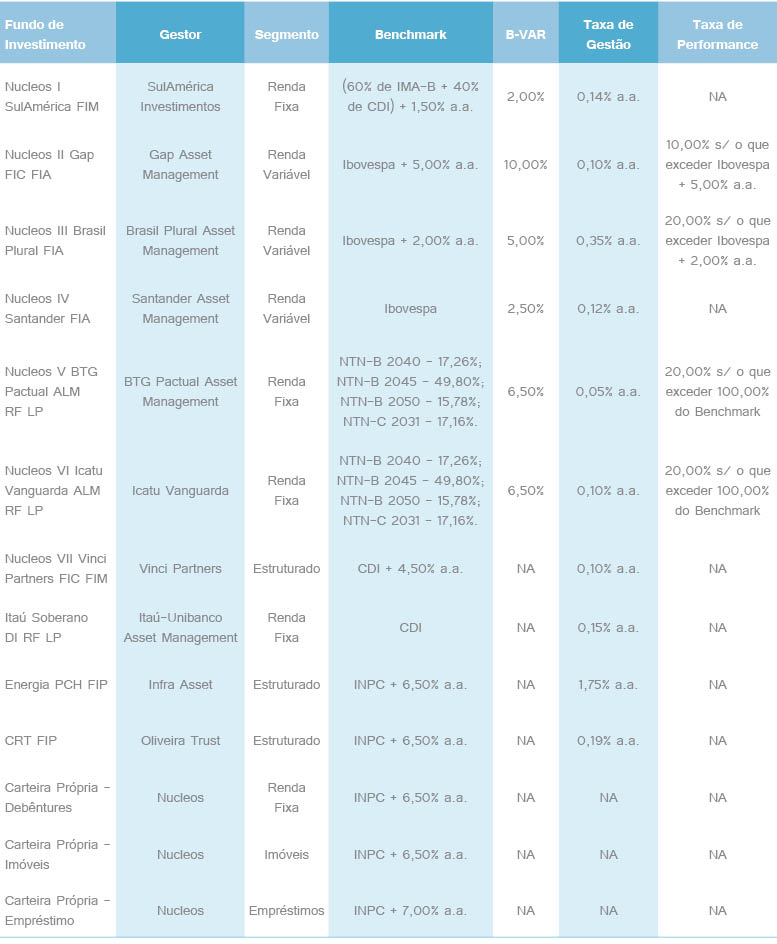 Fundo de Investimento | Gestor | Segmento | Benchmark | B-VAR | Taxa de Gestão | Taxa de Performance
Nucleos I SulAmérica FIM | SulAmérica Investimentos | Renda Fixa | (60% de IMA-B + 40% de CDI) + 1,50% a.a. | 2,00% | 0,14% a.a. | NA
Nucleos II Gap FIC FIA | Gap Asset Management | Renda Variável | Ibovespa + 5,00% a.a. | 10,00% | 0,10% a.a. | 10,00% s/ o que exceder Ibovespa + 5,00% a.a.
Nucleos III Brasil Plural FIA | Brasil Plural Asset Management | Renda Variável | Ibovespa + 2,00% a.a. | 5,00% | 0,35% a.a. | 20,00% s/ o que exceder Ibovespa + 2,00% a.a.
Nucleos IV Santander FIA | Santander Asset Management | Renda Variável | Ibovespa | 2,50% | 0,12% a.a. | NA
Nucleos V BTG Pactual ALM RF LP | BTG Pactual Asset Management | Renda Fixa | NTN-B 2040 - 17,26%; NTN-B 2045 - 49,80%; NTN-B 2050 - 15,78%; NTN-C 2031 - 17,16%. | 6,50% | 0,05% a.a. | 20,00% s/ o que exceder 100,00% do Benchmark
Nucleos VI Icatu Vanguarda ALM RF LP | Icatu Vanguarda | Renda Fixa | NTN-B 2040 - 17,26%; NTN-B 2045 - 49,80%; NTN-B 2050 - 15,78%; NTN-C 2031 - 17,16%. | 6,50% | 0,10% a.a. | 20,00% s/ o que exceder 100,00% do Benchmark
Nucleos VII Vinci Partners FIC FIM | Vinci Partners | Estruturado | CDI + 4,50% a.a. | NA | 0,10% a.a. | NA
Itaú Soberano DI RF LP | Itaú-Unibanco Asset Management | Renda Fixa | CDI | NA | 0,15% a.a. | NA
Energia PCH FIP | Infra Asset | Estruturado | INPC + 6,50% a.a. | NA | 1,75% a.a. | NA
CRT FIP | Oliveira Trust | Estruturado | INPC + 6,50% a.a. | NA | 0,19% a.a. | NA
Carteira Própria - Debêntures | Nucleos | Renda Fixa | INPC + 6,50% a.a. | NA | NA | NA
Carteira Própria - Imóveis | Nucleos | Imóveis | INPC + 6,50% a.a. | NA | NA | NA
Carteira Própria - Empréstimo | Nucleos | Empréstimos | INPC + 7,00% a.a. | NA | NA | NA